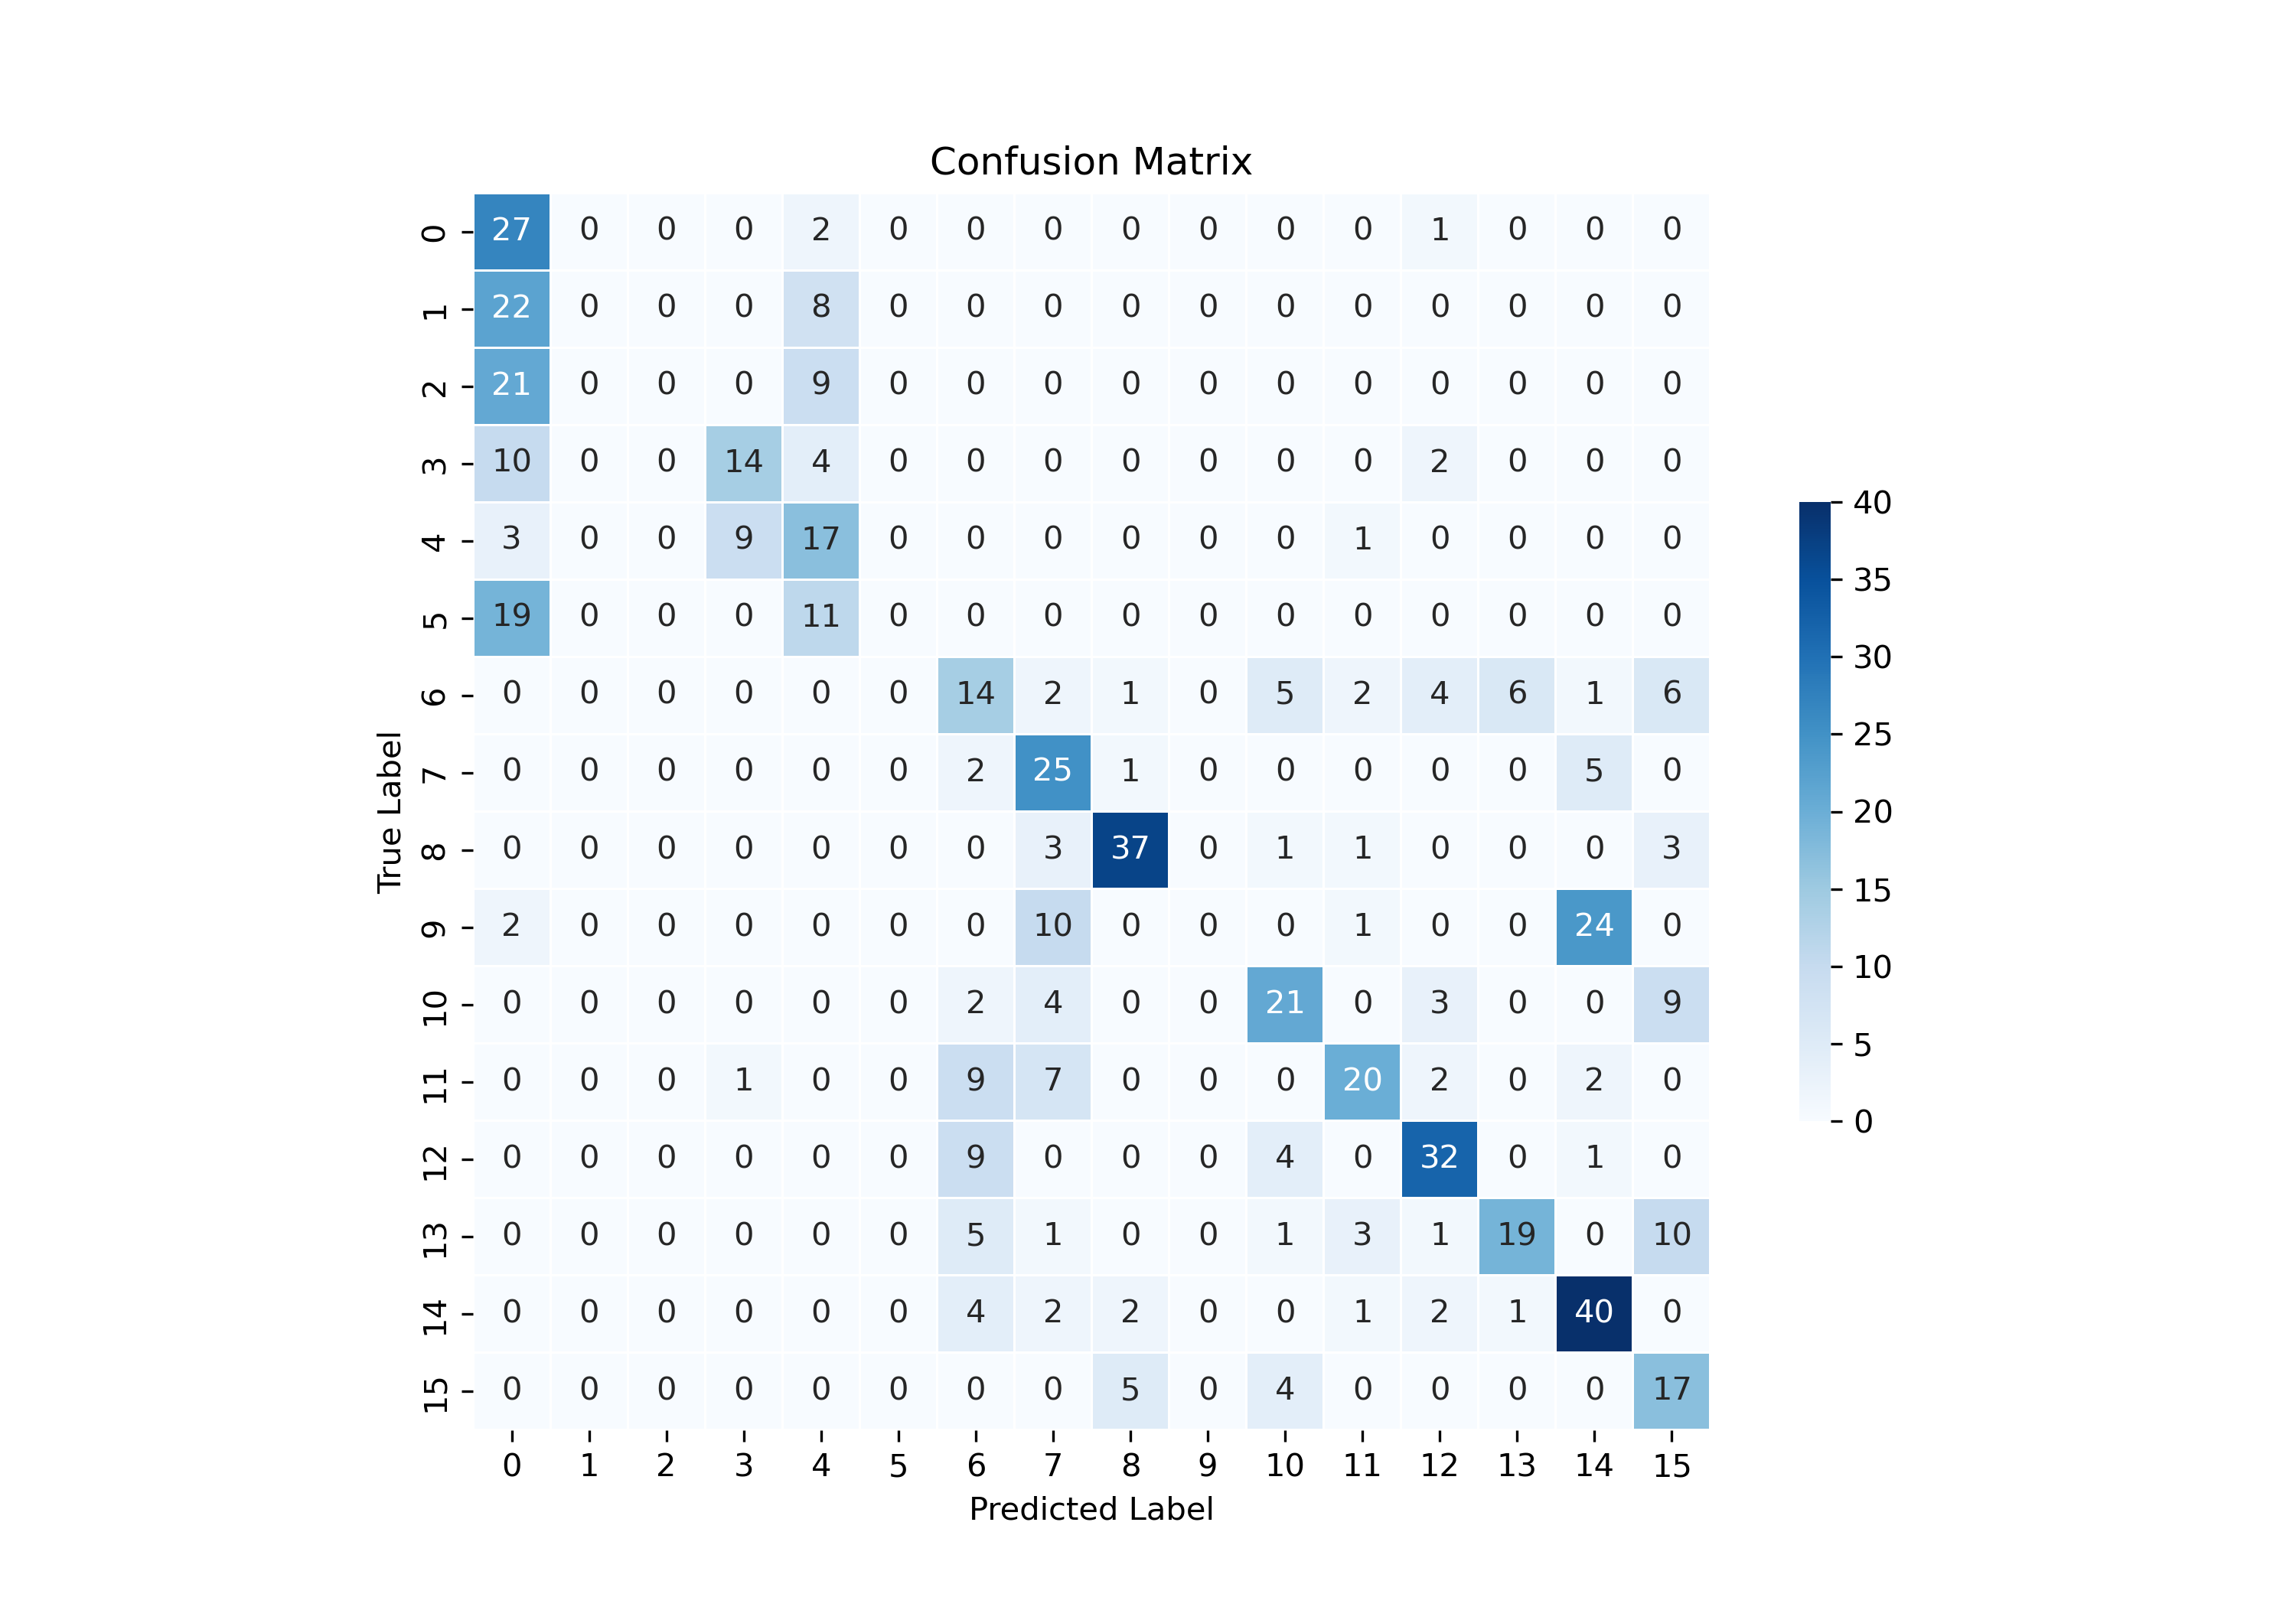 Confusion Matrix
0 27 0 0 0 2 0 0 0 0 0 0 0 1 0 0 0
1 22 0 0 0 8 0 0 0 0 0 0 0 0 0 0 0
2 21 0 0 0 9 0 0 0 0 0 0 0 0 0 0 0
3 10 0 0 14 4 0 0 0 0 0 0 0 2 0 0 0
4 3 0 0 9 17 0 0 0 0 0 0 1 0 0 0 0
5 19 0 0 0 11 0 0 0 0 0 0 0 0 0 0 0
6 0 0 0 0 0 0 14 2 1 0 5 2 4 6 1 6
7 0 0 0 0 0 0 2 25 1 0 0 0 0 0 5 0
8 0 0 0 0 0 0 0 3 37 0 1 1 0 0 0 3
9 2 0 0 0 0 0 0 10 0 0 0 1 0 0 24 0
10 0 0 0 0 0 0 2 4 0 0 21 0 3 0 0 9
11 0 0 0 1 0 0 9 7 0 0 0 20 2 0 2 0
12 0 0 0 0 0 0 9 0 0 0 4 0 32 0 1 0
13 0 0 0 0 0 0 5 1 0 0 1 3 1 19 0 10
14 0 0 0 0 0 0 4 2 2 0 0 1 2 1 40 0
15 0 0 0 0 0 0 0 0 5 0 4 0 0 0 0 17
0 1 2 3 4 5 6 7 8 9 10 11 12 13 14 15
Predicted Label
True Label
40
35
30
25
20
15
10
5
0